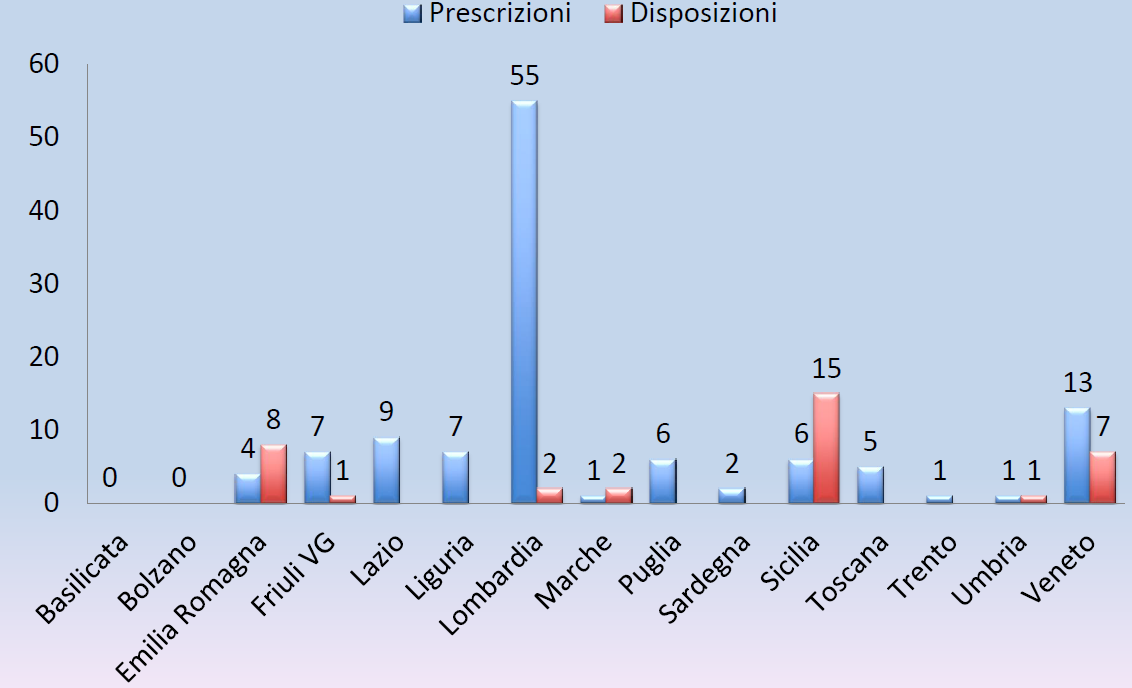 Prescrizioni Disposizioni
60
50
40
30
20
10
0
0
0
4
8
7
1
9
7
55
2
1
2
6
2
6
15
5
1
1
1
13
7
Basilicata
Bolzano
Emilia Romagna
Friuli VG
Lazio
Liguria
Lombardia
Marche
Puglia
Sardegna
Sicilia
Toscana
Trento
Umbria
Veneto